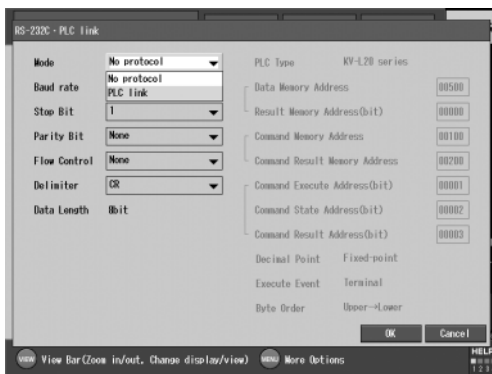 RS-232C · PLC link
Mode No protocol
No protocol
PLC link
Baud rate
Stop Bit 1
Parity Bit None
Flow Control None
Delimiter CR
Data Length 8bit
PLC Type KV-L20 series
Data Memory Address 00500
Result Memory Address(bit) 00000
Command Memory Address 00100
Command Result Memory Address 00200
Command Execute Address(bit) 00001
Command State Address(bit) 00002
Command Result Address(bit) 00003
Decimal Point Fixed-point
Execute Event Terminal
Byte Order Upper->Lower
OK Cancel
VIEW View Bar(Zoom in/out, Change display/view) MENU More Options
HELP
1 2 3